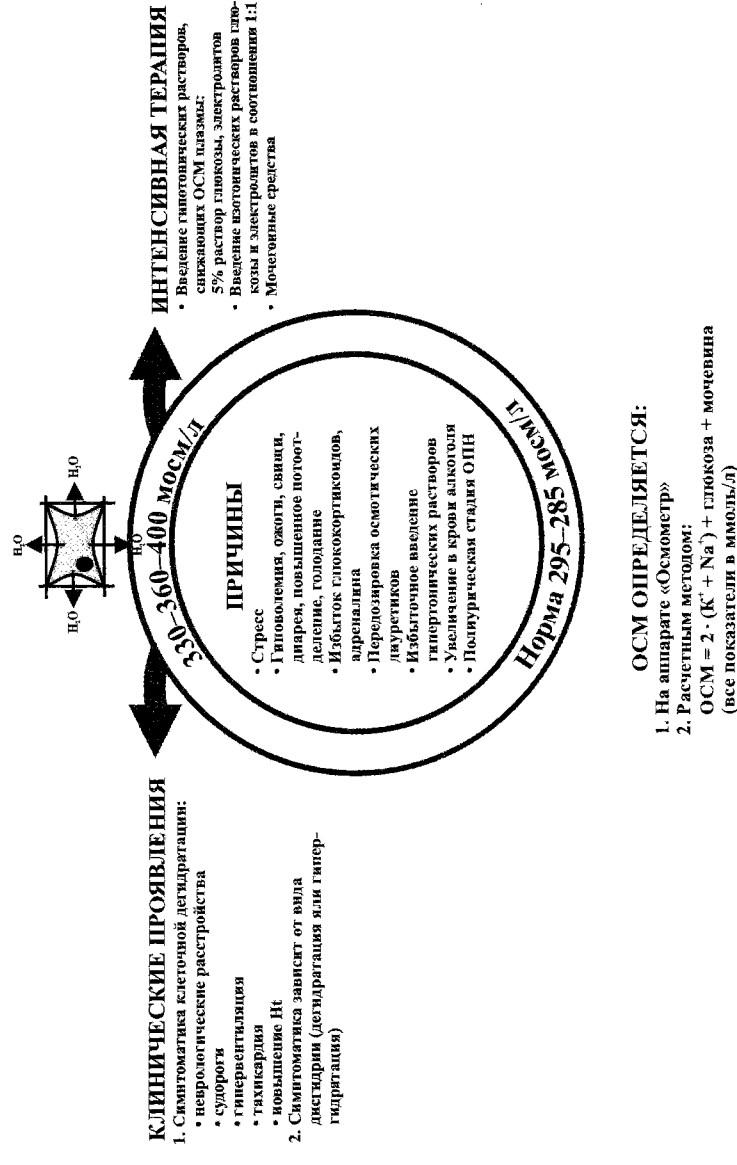 H₂O
H₂O
H₂O
H₂O
КЛИНИЧЕСКИЕ ПРОЯВЛЕНИЯ
1. Симптоматика клеточной дегидратации:
• неврологические расстройства
• судороги
• гипервентиляция
• тахикардия
• повышение Ht
2. Симптоматика зависит от вида
дисгидрии (дегидратация или гипер-
гидратация)
330–360–400 мосм/л
ПРИЧИНЫ
• Стресс
• Гиповолемия, ожоги, свищи,
диарея, повышенное потоот-
деление, голодание
• Избыток глюкокортикоидов,
адреналина
• Передозировка осмотических
диуретиков
• Избыточное введение
гипертонических растворов
• Увеличение в крови алкоголя
• Полиурическая стадия ОПН
Норма 295–285 мосм/л
ИНТЕНСИВНАЯ ТЕРАПИЯ
• Введение гипотонических растворов,
снижающих ОСМ плазмы:
5% раствор глюкозы, электролитов
• Введение изотонических растворов глю-
козы и электролитов в соотношении 1:1
• Мочегонные средства
ОСМ ОПРЕДЕЛЯЕТСЯ:
1. На аппарате «Осмометр»
2. Расчетным методом:
ОСМ = 2 · (K⁺ + Na⁺) + глюкоза + мочевина
(все показатели в ммоль/л)